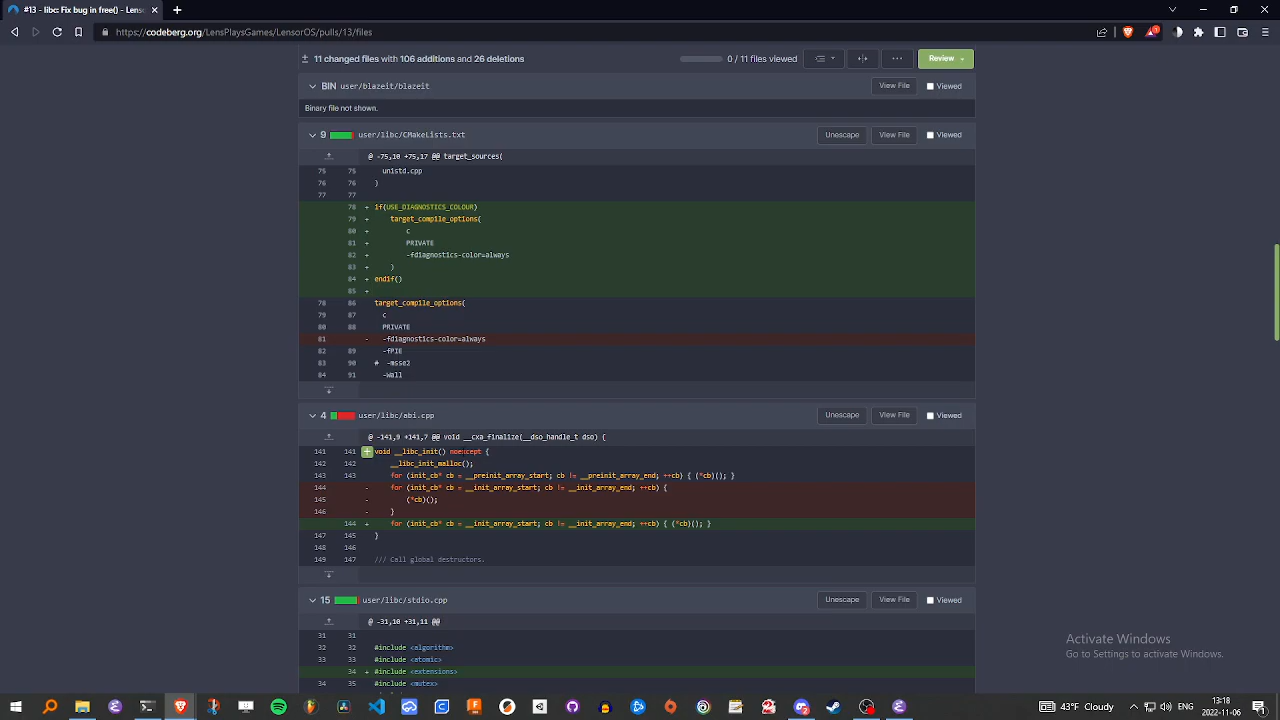 #13 - libc: Fix bug in free() - Lenso
https://codeberg.org/LensPlaysGames/LensorOS/pulls/13/files
11 changed files with 106 additions and 26 deletions
0 / 11 files viewed
Review
BIN user/blazeit/blazeit
View File
Viewed
Binary file not shown.
9 user/libc/CMakeLists.txt
Unescape
View File
Viewed
@ -75,10 +75,17 @@ target_sources(
75 75 unistd.cpp
76 76 )
77 77
78 + if(USE_DIAGNOSTICS_COLOUR)
79 + target_compile_options(
80 + c
81 + PRIVATE
82 + -fdiagnostics-color=always
83 + )
84 + endif()
85 +
78 86 target_compile_options(
79 87 c
80 88 PRIVATE
81 - -fdiagnostics-color=always
82 89 -fPIE
83 90 # -msse2
84 91 -Wall
4 user/libc/abi.cpp
Unescape
View File
Viewed
@ -141,9 +141,7 @@ void __cxa_finalize(__dso_handle_t dso) {
141 141 void __libc_init() noexcept {
142 142 __libc_init_malloc();
143 143 for (init_cb* cb = __preinit_array_start; cb != __preinit_array_end; ++cb) { (*cb)(); }
144 - for (init_cb* cb = __init_array_start; cb != __init_array_end; ++cb) {
145 - (*cb)();
146 - }
144 + for (init_cb* cb = __init_array_start; cb != __init_array_end; ++cb) { (*cb)(); }
147 145 }
148 146
149 147 /// Call global destructors.
15 user/libc/stdio.cpp
Unescape
View File
Viewed
@ -31,10 +31,11 @@
31 31
32 32 #include <algorithm>
33 33 #include <atomic>
34 + #include <extensions>
34 35 #include <mutex>
Activate Windows
Go to Settings to activate Windows.
43°F Cloudy
13:18
2022-11-06